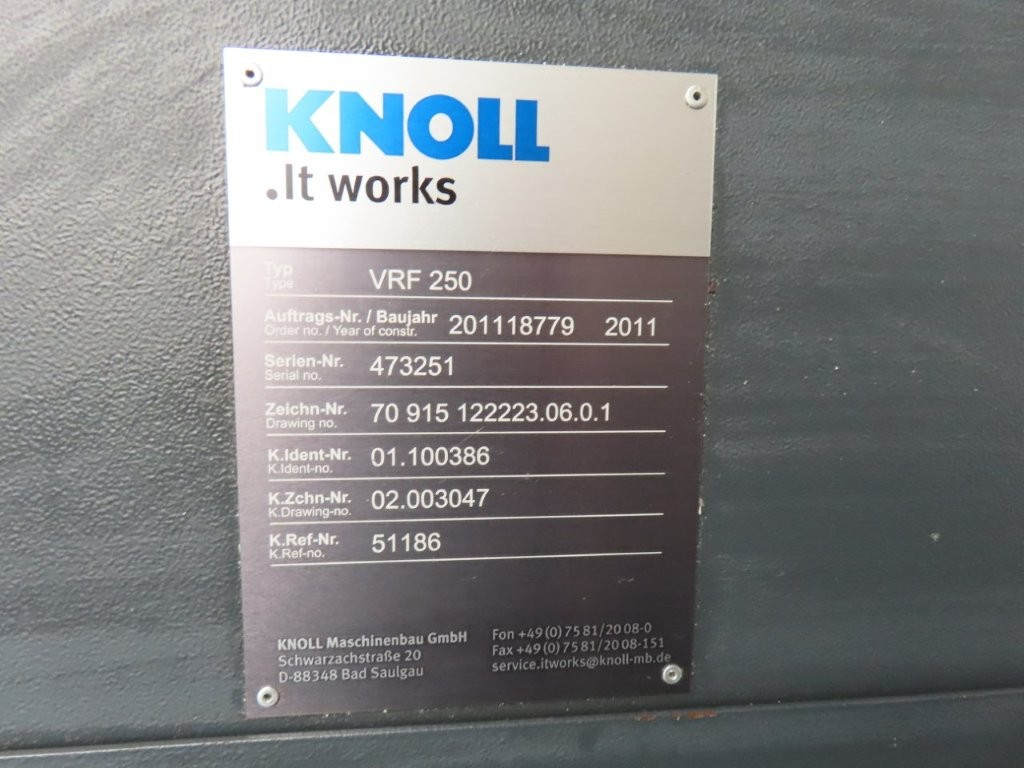 KNOLL
.It works
Typ
Type
VRF 250
Auftrags-Nr. / Baujahr
Order no. / Year of constr.
201118779 2011
Serien-Nr.
Serial no.
473251
Zeichn-Nr.
Drawing no.
70 915 122223.06.0.1
K.Ident-Nr.
K.Ident-no.
01.100386
K.Zchn-Nr.
K.Drawing-no.
02.003047
K.Ref-Nr.
K.Ref-no.
51186
KNOLL Maschinenbau GmbH
Schwarzachstraße 20
D-88348 Bad Saulgau
Fon +49 (0) 75 81/20 08-0
Fax +49 (0) 75 81/20 08-151
service.itworks@knoll-mb.de